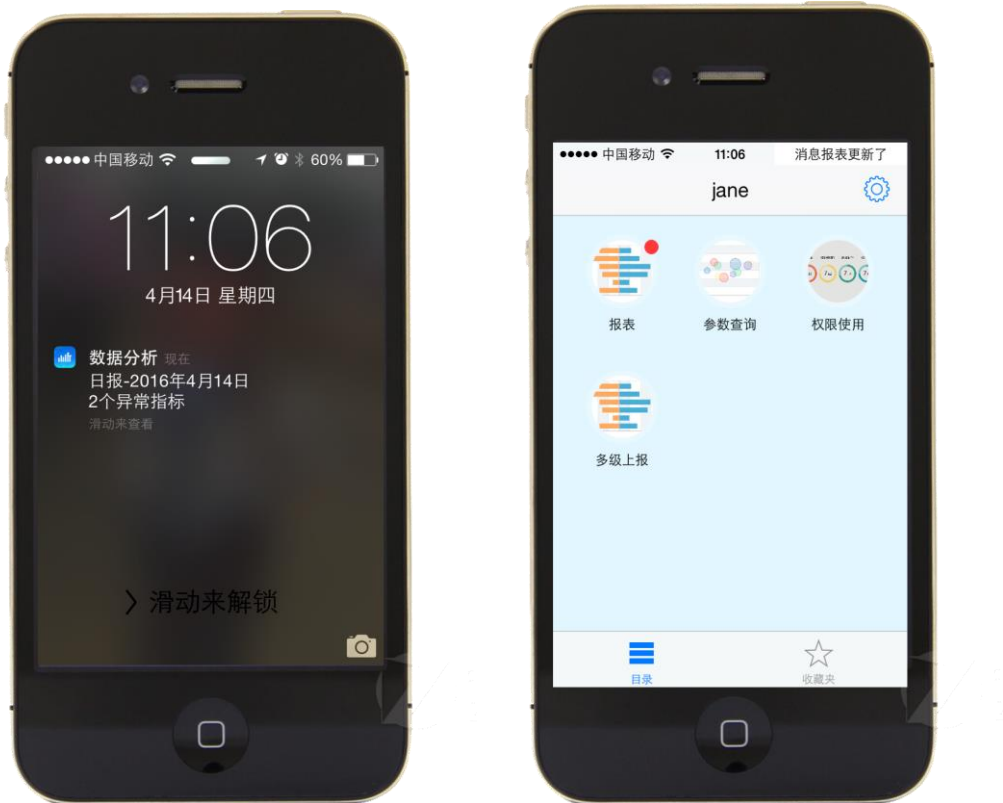 中国移动
60%
11:06
4月14日 星期四
数据分析 现在
日报-2016年4月14日
2个异常指标
滑动来查看
〉滑动来解锁
中国移动
11:06
消息报表更新了
jane
报表
参数查询
权限使用
多级上报
目录
收藏夹